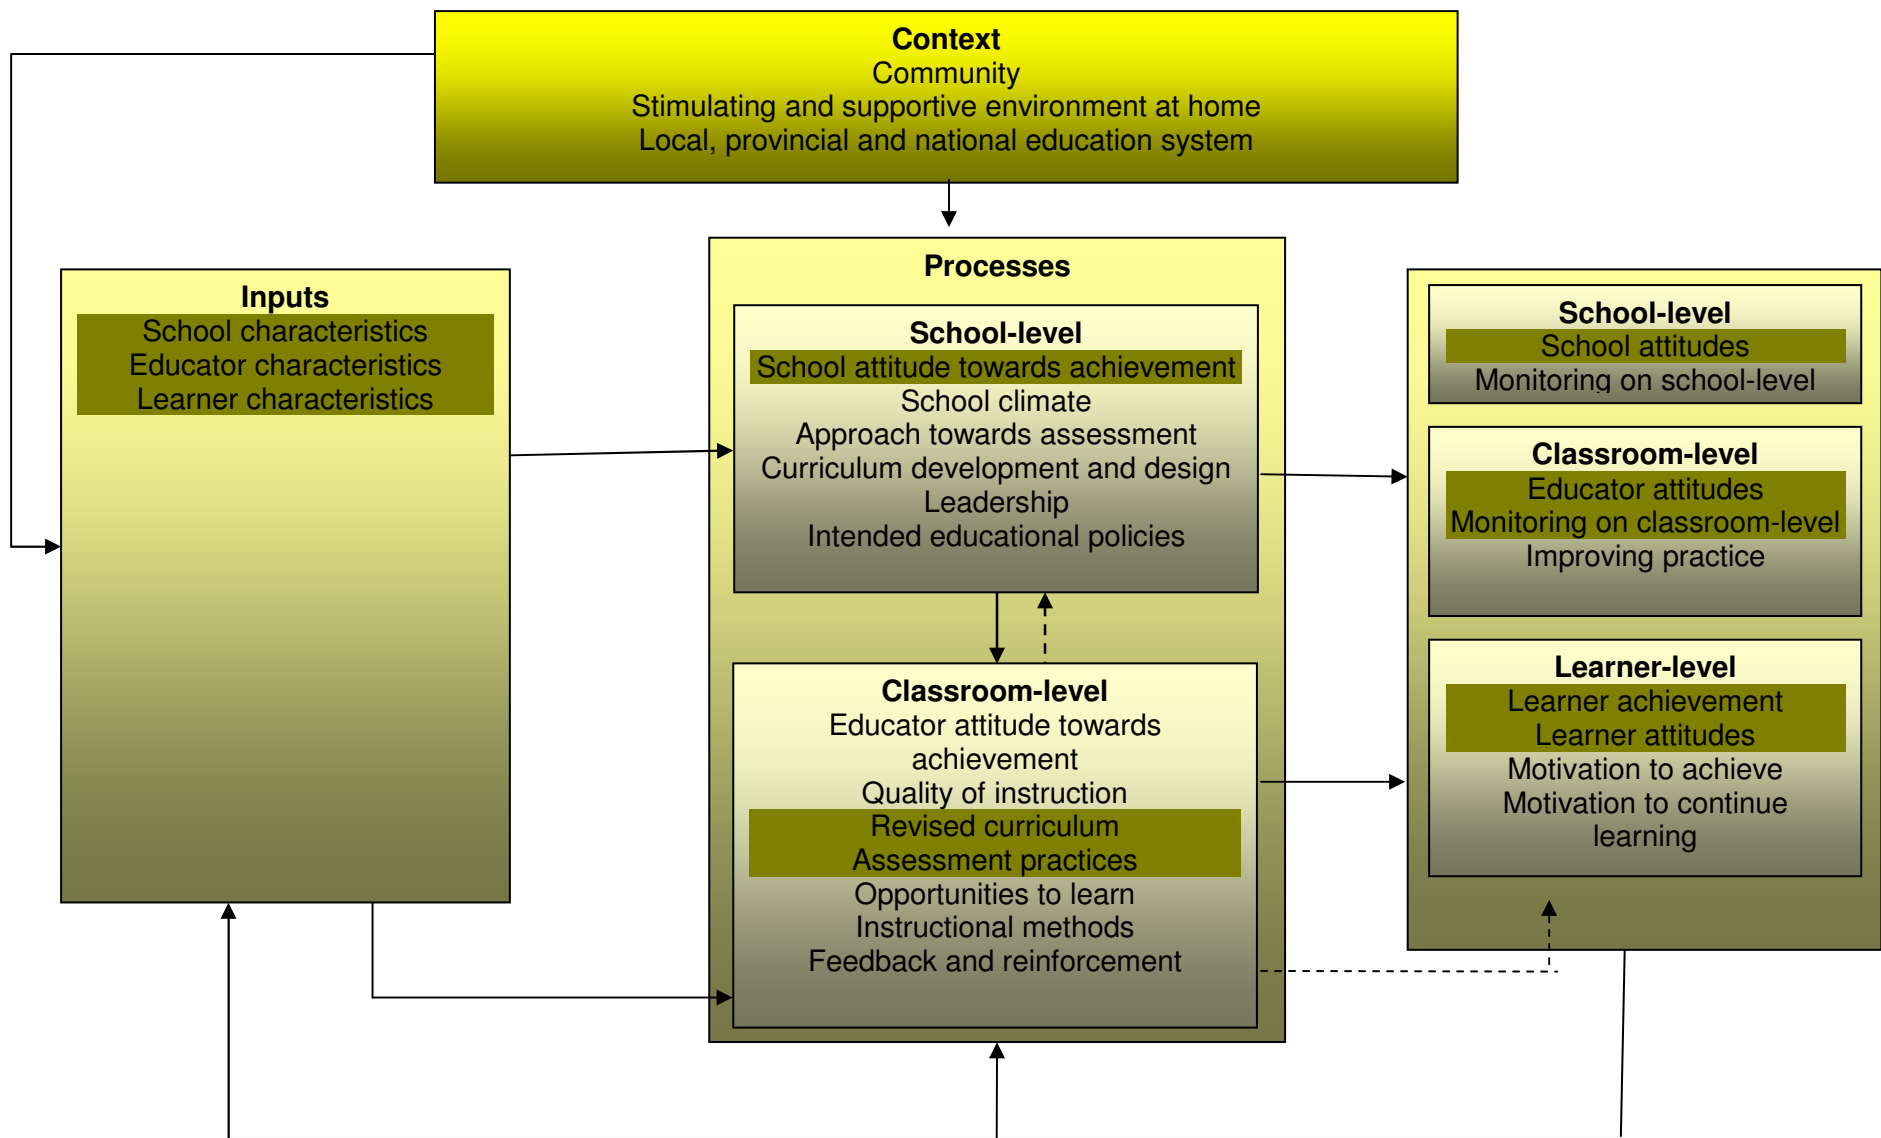 Context
Community
Stimulating and supportive environment at home
Local, provincial and national education system
Inputs
School characteristics
Educator characteristics
Learner characteristics
Processes
School-level
School attitude towards achievement
School climate
Approach towards assessment
Curriculum development and design
Leadership
Intended educational policies
Classroom-level
Educator attitude towards
achievement
Quality of instruction
Revised curriculum
Assessment practices
Opportunities to learn
Instructional methods
Feedback and reinforcement
School-level
School attitudes
Monitoring on school-level
Classroom-level
Educator attitudes
Monitoring on classroom-level
Improving practice
Learner-level
Learner achievement
Learner attitudes
Motivation to achieve
Motivation to continue
learning